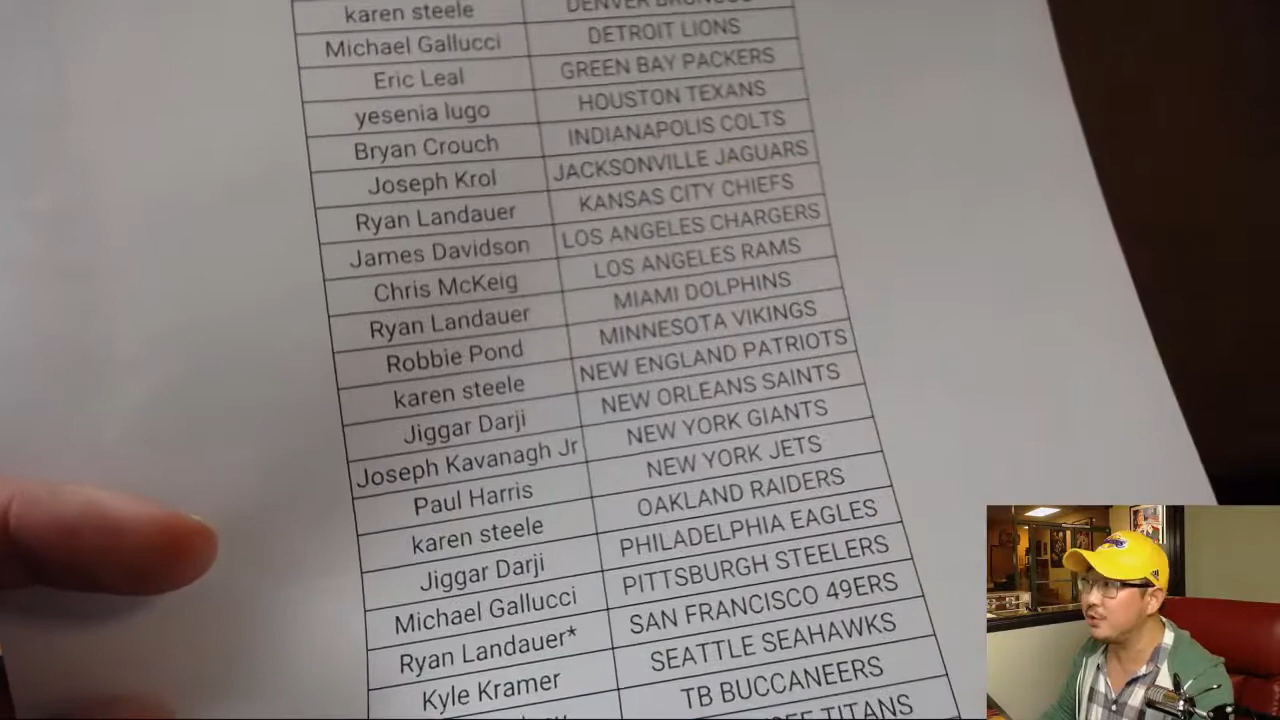 karen steele DENVER BRONCOS
Michael Gallucci DETROIT LIONS
Eric Leal GREEN BAY PACKERS
yesenia lugo HOUSTON TEXANS
Bryan Crouch INDIANAPOLIS COLTS
Joseph Krol JACKSONVILLE JAGUARS
Ryan Landauer KANSAS CITY CHIEFS
James Davidson LOS ANGELES CHARGERS
Chris McKeig LOS ANGELES RAMS
Ryan Landauer MIAMI DOLPHINS
Robbie Pond MINNESOTA VIKINGS
karen steele NEW ENGLAND PATRIOTS
Jiggar Darji NEW ORLEANS SAINTS
Joseph Kavanagh Jr NEW YORK GIANTS
Paul Harris NEW YORK JETS
karen steele OAKLAND RAIDERS
Jiggar Darji PHILADELPHIA EAGLES
Michael Gallucci PITTSBURGH STEELERS
Ryan Landauer* SAN FRANCISCO 49ERS
Kyle Kramer SEATTLE SEAHAWKS
TB BUCCANEERS
TITANS